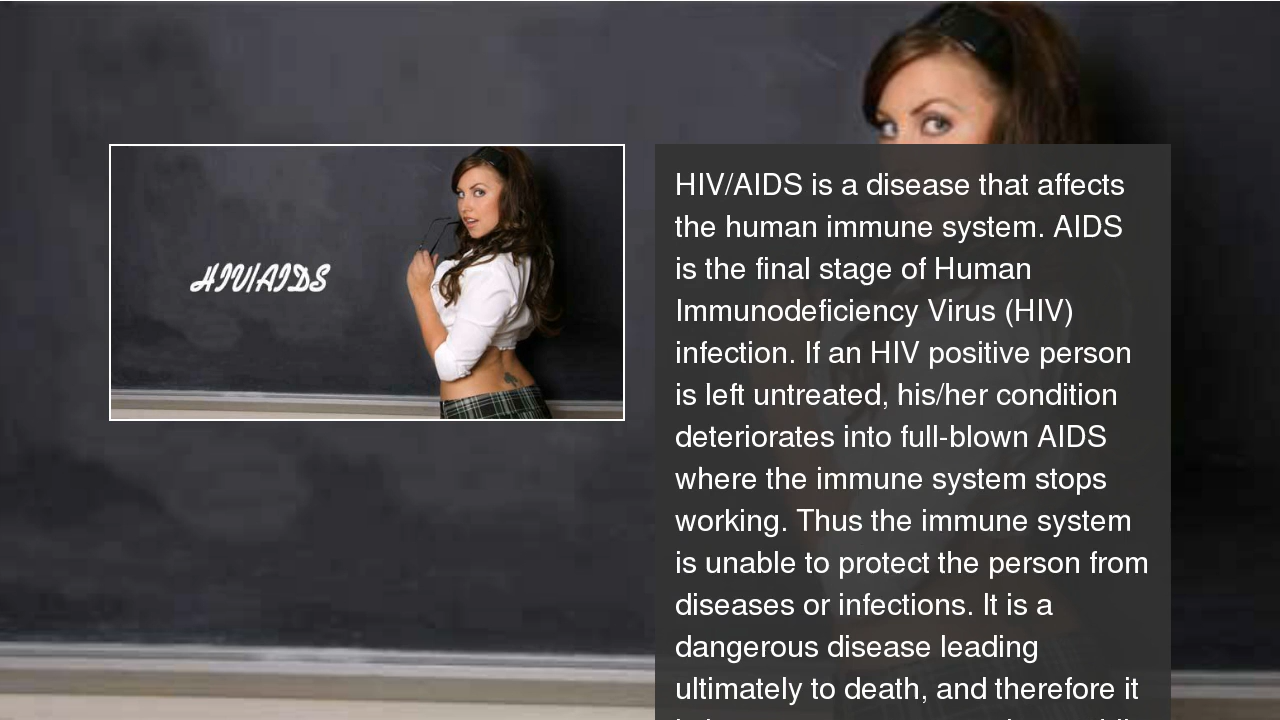 HIV/AIDS
HIV/AIDS is a disease that affects
the human immune system. AIDS
is the final stage of Human
Immunodeficiency Virus (HIV)
infection. If an HIV positive person
is left untreated, his/her condition
deteriorates into full-blown AIDS
where the immune system stops
working. Thus the immune system
is unable to protect the person from
diseases or infections. It is a
dangerous disease leading
ultimately to death, and therefore it